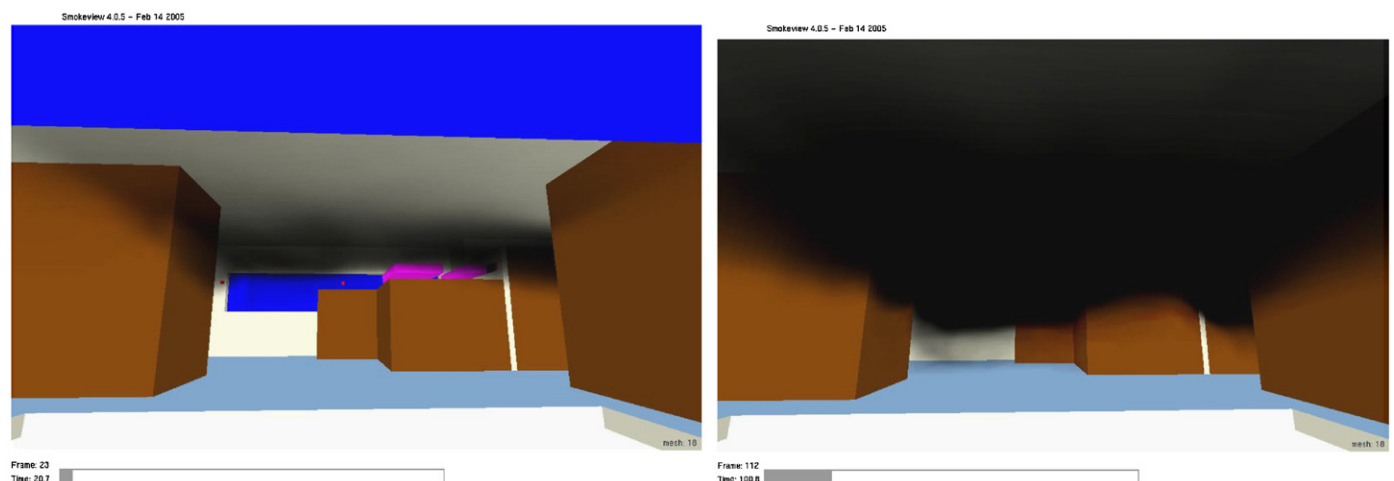 Smokeview 4.0.5 - Feb 14 2005
mesh: 18
Frame: 23
Time: 20.7
Smokeview 4.0.5 - Feb 14 2005
mesh: 18
Frame: 112
Time: 100.8